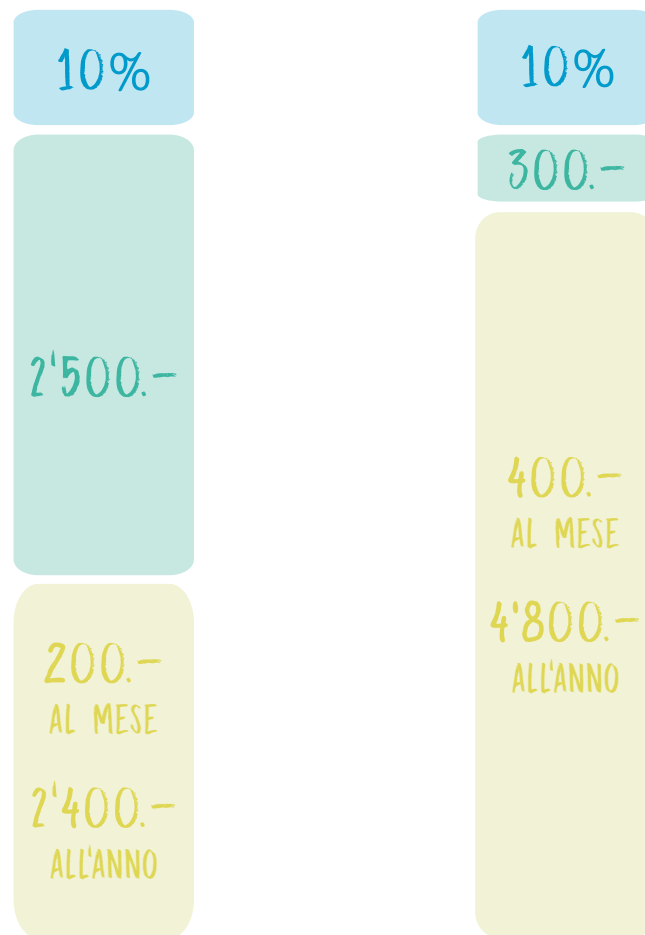 10%
2'500.–
200.–
AL MESE
2'400.–
ALL'ANNO
10%
300.–
400.–
AL MESE
4'800.–
ALL'ANNO